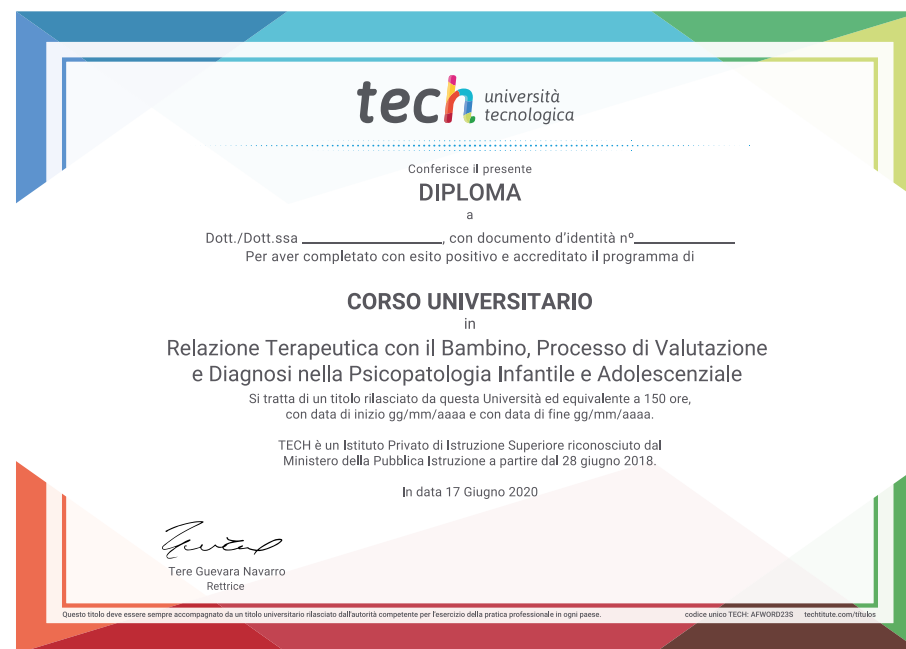 tech università
tecnologica
Conferisce il presente
DIPLOMA
a
Dott./Dott.ssa ____________________, con documento d'identità nº______________
Per aver completato con esito positivo e accreditato il programma di
CORSO UNIVERSITARIO
in
Relazione Terapeutica con il Bambino, Processo di Valutazione
e Diagnosi nella Psicopatologia Infantile e Adolescenziale
Si tratta di un titolo rilasciato da questa Università ed equivalente a 150 ore,
con data di inizio gg/mm/aaaa e con data di fine gg/mm/aaaa.
TECH è un Istituto Privato di Istruzione Superiore riconosciuto dal
Ministero della Pubblica Istruzione a partire dal 28 giugno 2018.
In data 17 Giugno 2020
Tere Guevara Navarro
Rettrice
Questo titolo deve essere sempre accompagnato da un titolo universitario rilasciato dall'autorità competente per l'esercizio della pratica professionale in ogni paese. codice unico TECH: AFWORD23S techtitute.com/titulos